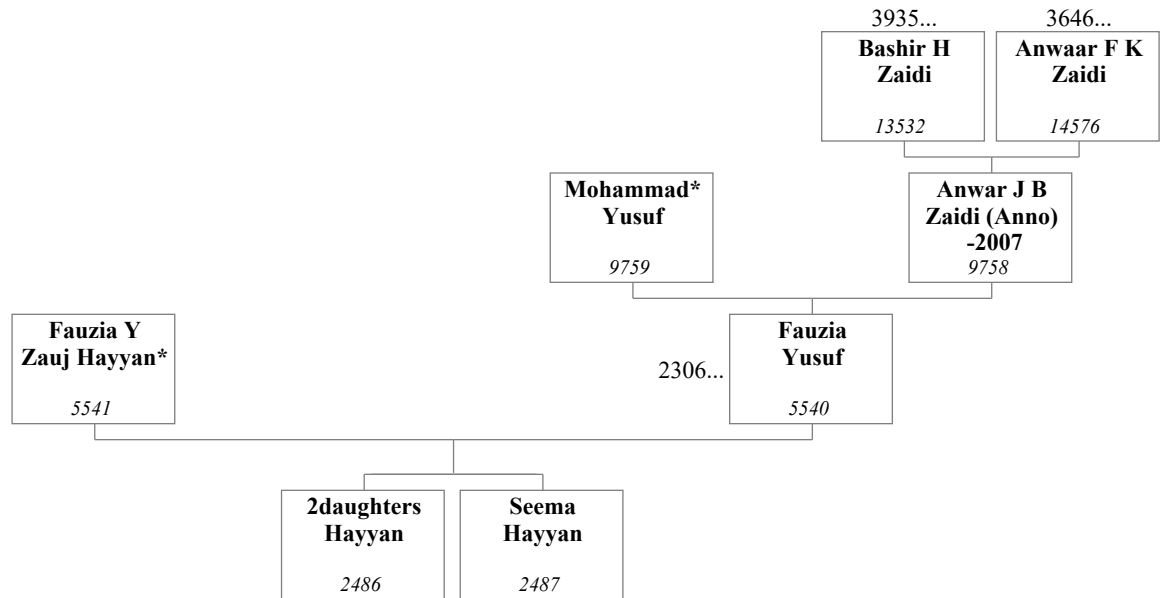 3935...
3646...
Bashir H
Zaidi
13532
Anwaar F K
Zaidi
14576
Mohammad*
Yusuf
9759
Anwar J B
Zaidi (Anno)
-2007
9758
Fauzia Y
Zauj Hayyan*
5541
2306...
Fauzia
Yusuf
5540
2daughters
Hayyan
2486
Seema
Hayyan
2487